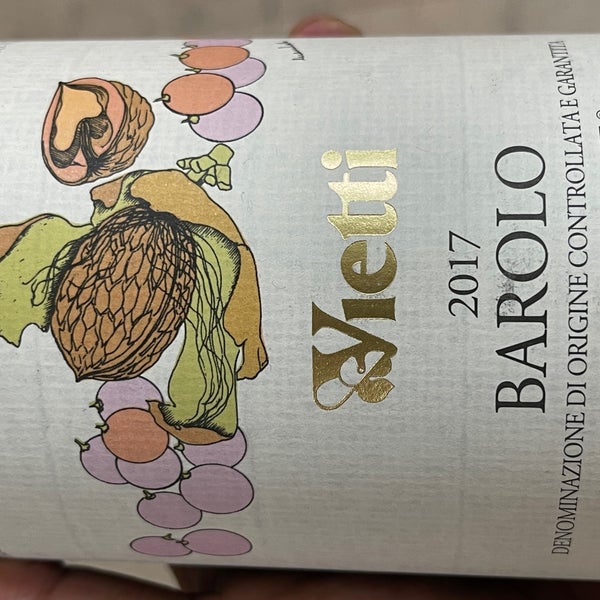 Vietti
2017
BAROLO
DENOMINAZIONE DI ORIGINE CONTROLLATA E GARANTITA